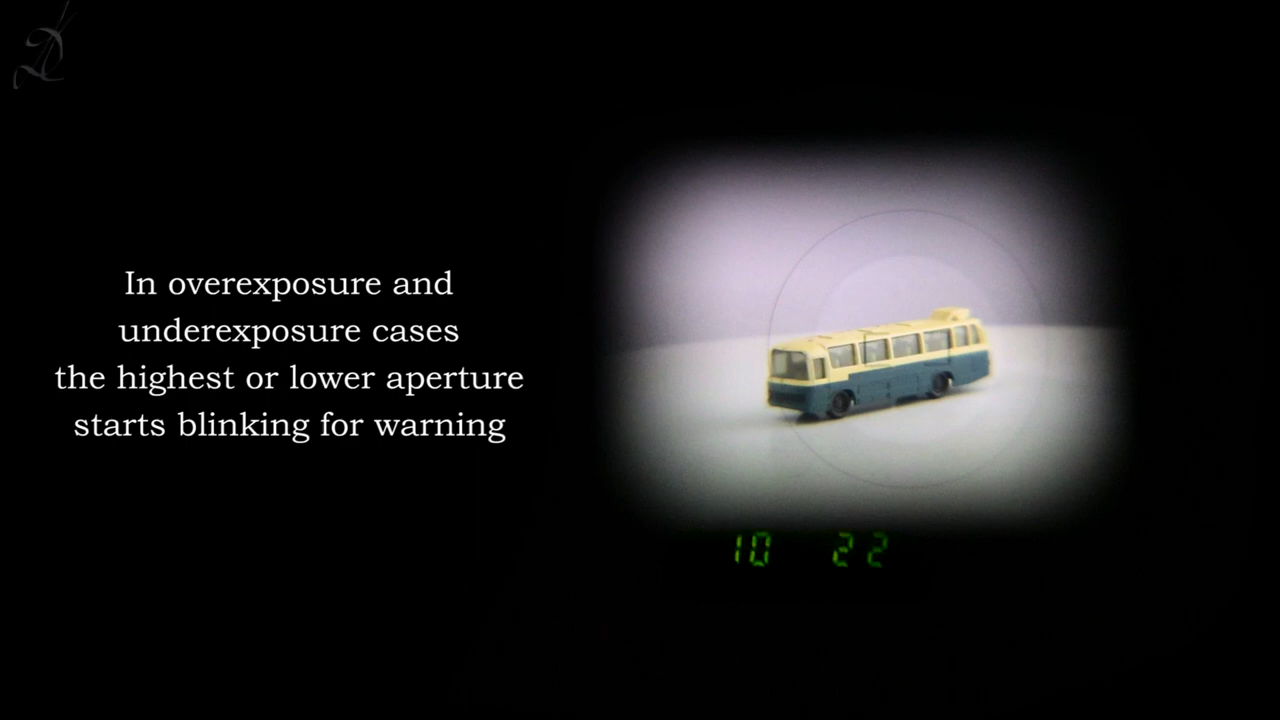 In overexposure and
underexposure cases
the highest or lower aperture
starts blinking for warning
10 22